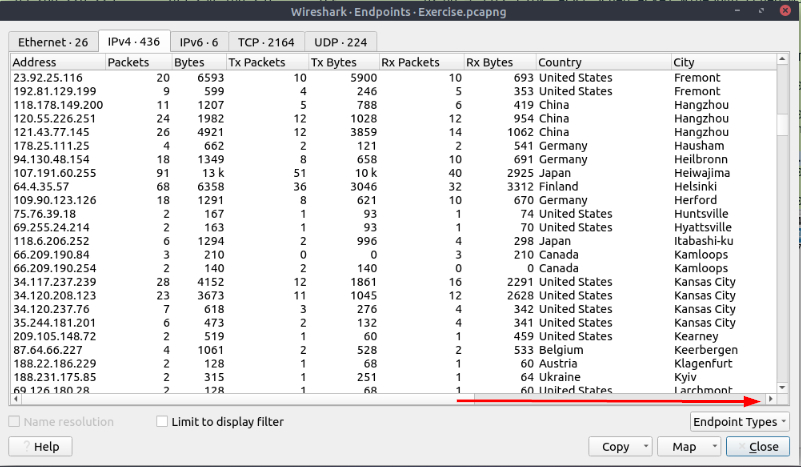 Wireshark · Endpoints · Exercise.pcapng
Ethernet · 26 IPv4 · 436 IPv6 · 6 TCP · 2164 UDP · 224
Address Packets Bytes Tx Packets Tx Bytes Rx Packets Rx Bytes Country City
23.92.25.116 20 6593 10 5900 10 693 United States Fremont
192.81.129.199 9 599 4 246 5 353 United States Fremont
118.178.149.200 11 1207 5 788 6 419 China Hangzhou
120.55.226.251 24 1982 12 1028 12 954 China Hangzhou
121.43.77.145 26 4921 12 3859 14 1062 China Hangzhou
178.25.111.25 4 662 2 121 2 541 Germany Hausham
94.130.48.154 18 1349 8 658 10 691 Germany Heilbronn
107.191.60.255 91 13 k 51 10 k 40 2925 Japan Heiwajima
64.4.35.57 68 6358 36 3046 32 3312 Finland Helsinki
109.90.123.126 18 1291 8 621 10 670 Germany Herford
75.76.39.18 2 167 1 93 1 74 United States Huntsville
69.255.24.214 2 163 1 93 1 70 United States Hyattsville
118.6.206.252 6 1294 2 996 4 298 Japan Itabashi-ku
66.209.190.84 3 210 0 0 3 210 Canada Kamloops
66.209.190.254 2 140 2 140 0 0 Canada Kamloops
34.117.237.239 28 4152 12 1861 16 2291 United States Kansas City
34.120.208.123 23 3673 11 1045 12 2628 United States Kansas City
34.120.237.76 7 618 3 276 4 342 United States Kansas City
35.244.181.201 6 473 2 132 4 341 United States Kansas City
209.105.148.72 2 519 1 60 1 459 United States Kearney
87.64.66.227 4 1061 2 528 2 533 Belgium Keerbergen
188.22.186.229 2 128 1 68 1 60 Austria Klagenfurt
188.231.175.85 2 315 1 251 1 64 Ukraine Kyiv
69.126.180.28 2 128 1 68 1 60 United States Larchmont
Name resolution Limit to display filter Endpoint Types
Help Copy Map Close